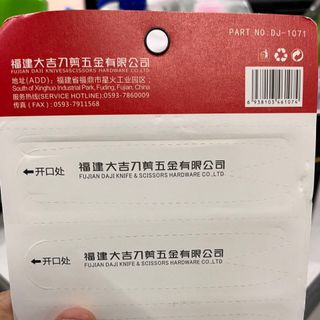 PART NO.DJ-1071
福建大吉刀剪五金有限公司
FUJIAN DAJI KNIVES&SCISSORS HARDWARE CO.,LTD
地址(ADD)：福建省福鼎市星火工业园区；
South of Xinghuo Industrial Park, Fuding, Fujian, China
服务热线(SERVICE HOTLINE):0593-7860009
传真 (FAX) :0593-7911568
6938103461074
福建大吉刀剪五金有限公司
FUJIAN DAJI KNIFE & SCISSORS HARDWARE CO.,LTD
开口处
福建大吉刀剪五金有限公司
FUJIAN DAJI KNIFE & SCISSORS HARDWARE CO.,LTD
开口处